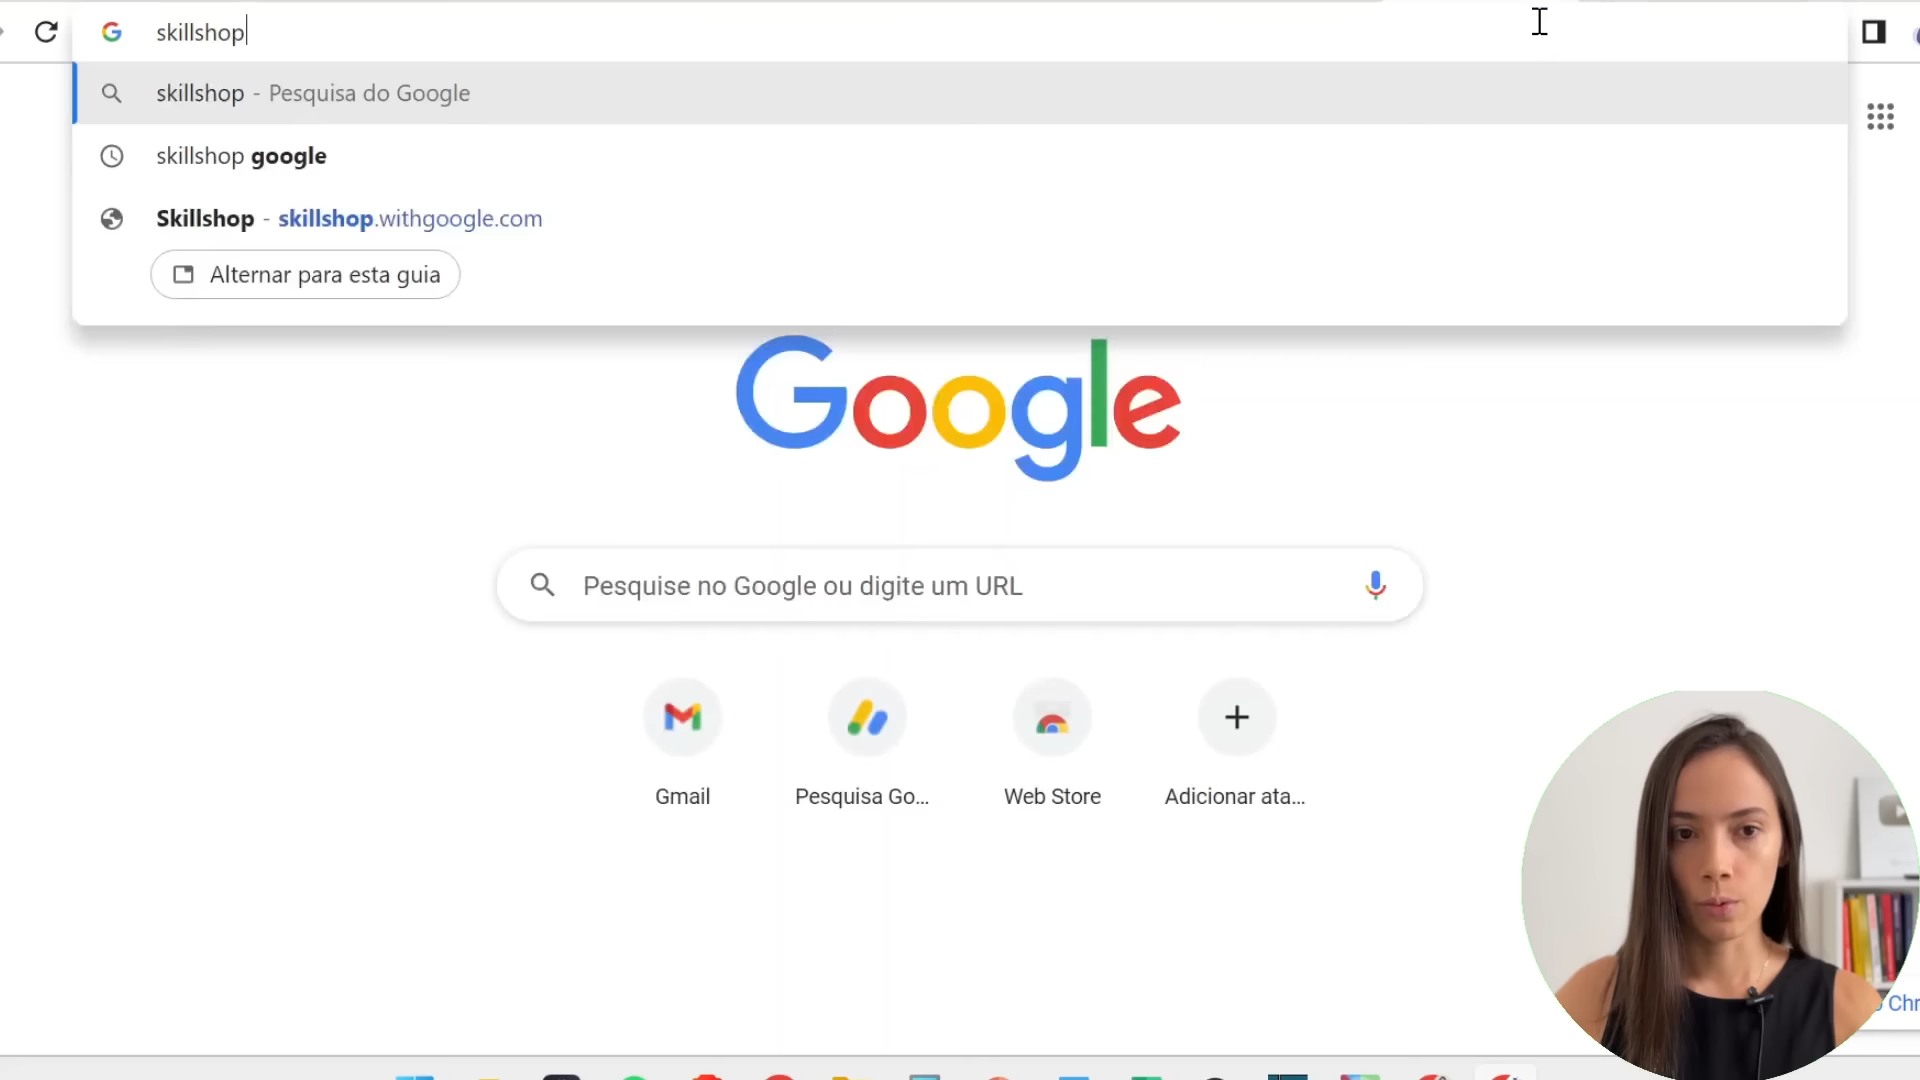 skillshop
skillshop - Pesquisa do Google
skillshop google
Skillshop - skillshop.withgoogle.com
Alternar para esta guia
Google
Pesquise no Google ou digite um URL
Gmail
Pesquisa Go...
Web Store
Adicionar ata...
Chr